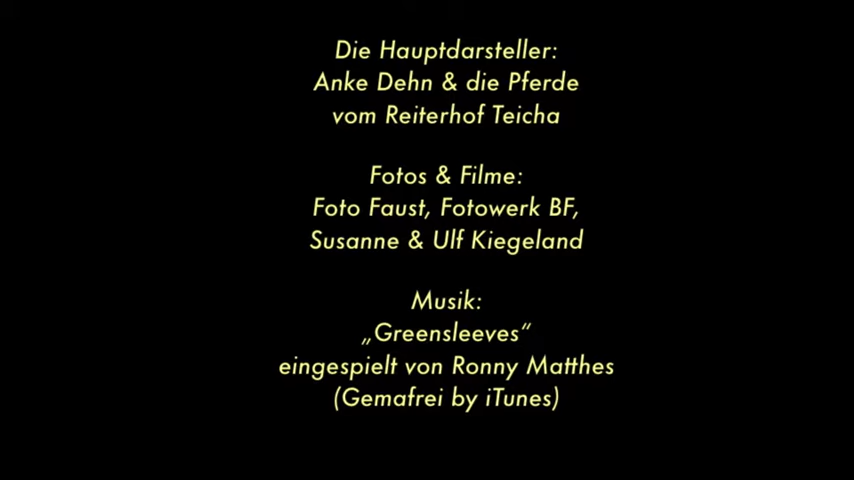 Die Hauptdarsteller:
Anke Dehn & die Pferde
vom Reiterhof Teicha
Fotos & Filme:
Foto Faust, Fotowerk BF,
Susanne & Ulf Kiegeland
Musik:
„Greensleeves“
eingespielt von Ronny Matthes
(Gemafrei by iTunes)